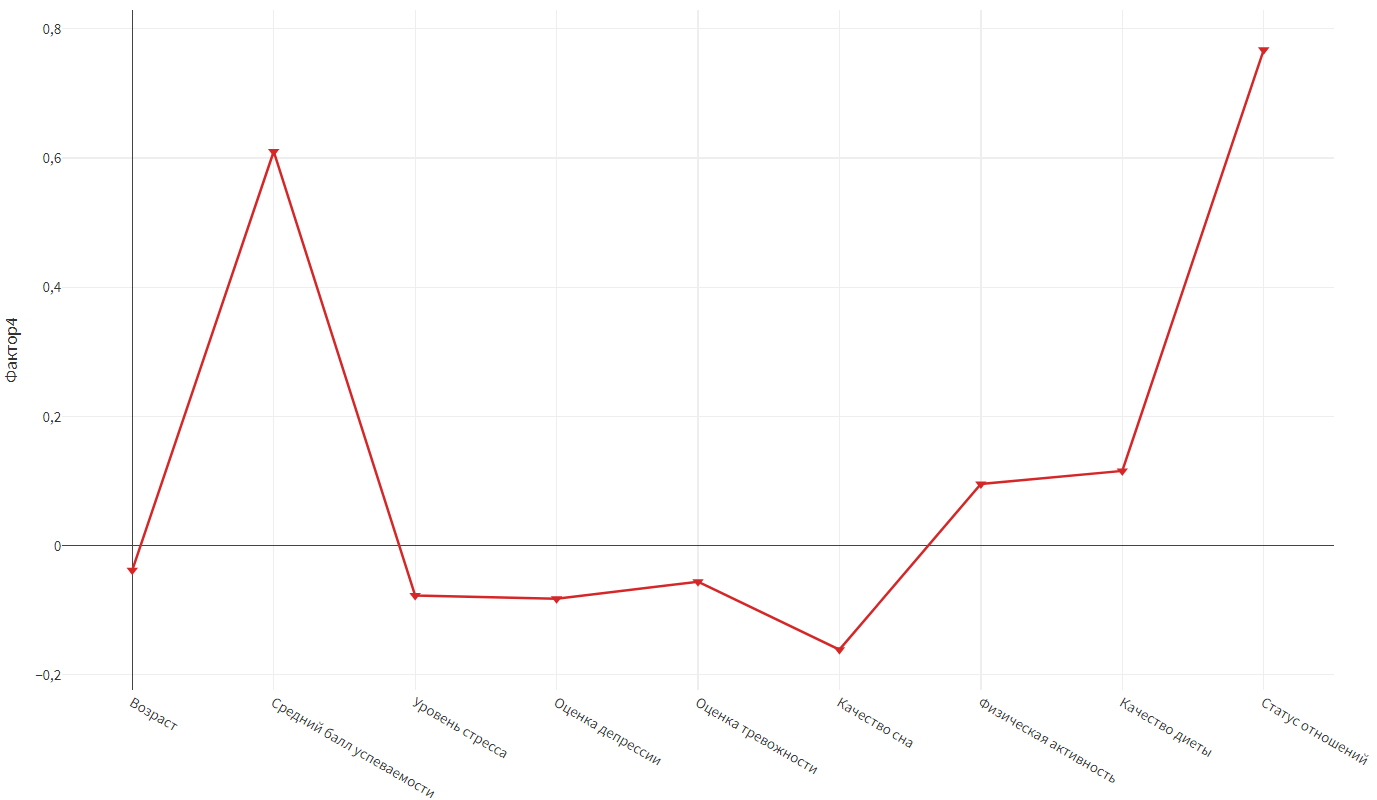 0,8
0,6
0,4
0,2
0
−0,2
Фактор4
Возраст
Средний балл успеваемости
Уровень стресса
Оценка депрессии
Оценка тревожности
Качество сна
Физическая активность
Качество диеты
Статус отношений